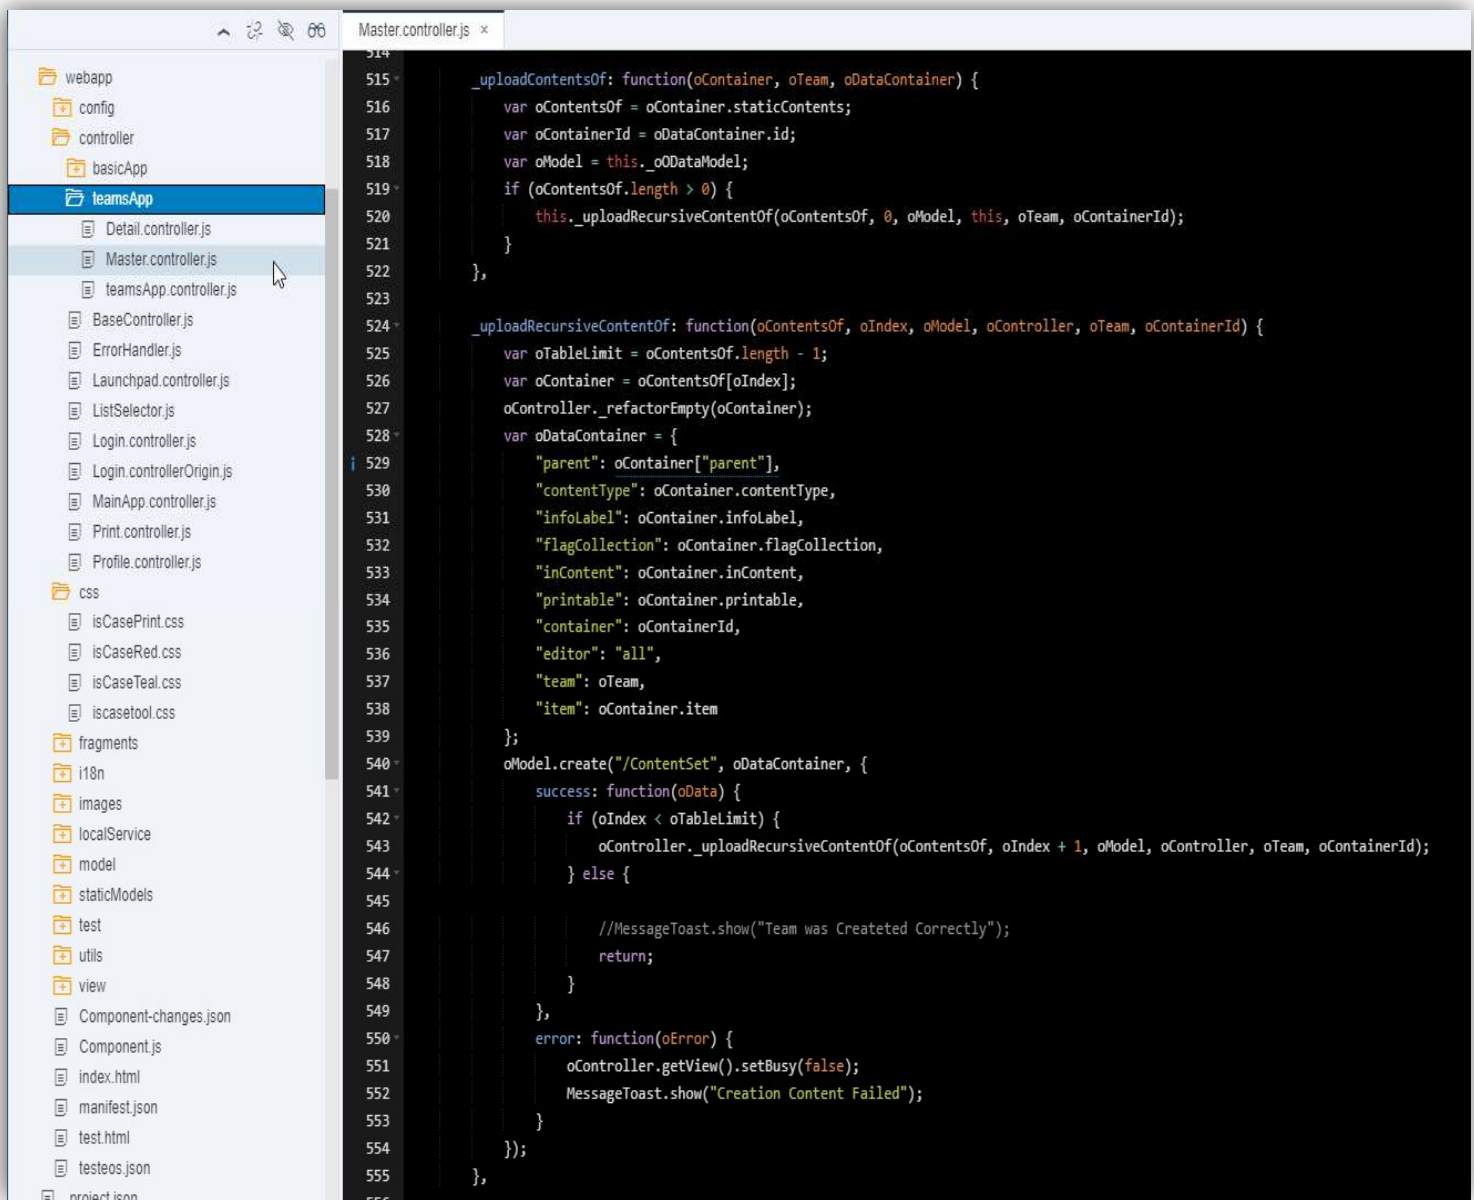 Master.controller.js ×
webapp
config
controller
basicApp
teamsApp
Detail.controller.js
Master.controller.js
teamsApp.controller.js
BaseController.js
ErrorHandler.js
Launchpad.controller.js
ListSelector.js
Login.controller.js
Login.controllerOrigin.js
MainApp.controller.js
Print.controller.js
Profile.controller.js
css
isCasePrint.css
isCaseRed.css
isCaseTeal.css
iscasetool.css
fragments
i18n
images
localService
model
staticModels
test
utils
view
Component-changes.json
Component.js
index.html
manifest.json
test.html
testeos.json
project.json
514
515 _uploadContentsOf: function(oContainer, oTeam, oDataContainer) {
516 var oContentsOf = oContainer.staticContents;
517 var oContainerId = oDataContainer.id;
518 var oModel = this._oODataModel;
519 if (oContentsOf.length > 0) {
520 this._uploadRecursiveContentOf(oContentsOf, 0, oModel, this, oTeam, oContainerId);
521 }
522 },
523
524 _uploadRecursiveContentOf: function(oContentsOf, oIndex, oModel, oController, oTeam, oContainerId) {
525 var oTableLimit = oContentsOf.length - 1;
526 var oContainer = oContentsOf[oIndex];
527 oController._refactorEmpty(oContainer);
528 var oDataContainer = {
529 "parent": oContainer["parent"],
530 "contentType": oContainer.contentType,
531 "infoLabel": oContainer.infoLabel,
532 "flagCollection": oContainer.flagCollection,
533 "inContent": oContainer.inContent,
534 "printable": oContainer.printable,
535 "container": oContainerId,
536 "editor": "all",
537 "team": oTeam,
538 "item": oContainer.item
539 };
540 oModel.create("/ContentSet", oDataContainer, {
541 success: function(oData) {
542 if (oIndex < oTableLimit) {
543 oController._uploadRecursiveContentOf(oContentsOf, oIndex + 1, oModel, oController, oTeam, oContainerId);
544 } else {
545
546 //MessageToast.show("Team was Createted Correctly");
547 return;
548 }
549 },
550 error: function(oError) {
551 oController.getView().setBusy(false);
552 MessageToast.show("Creation Content Failed");
553 }
554 });
555 },